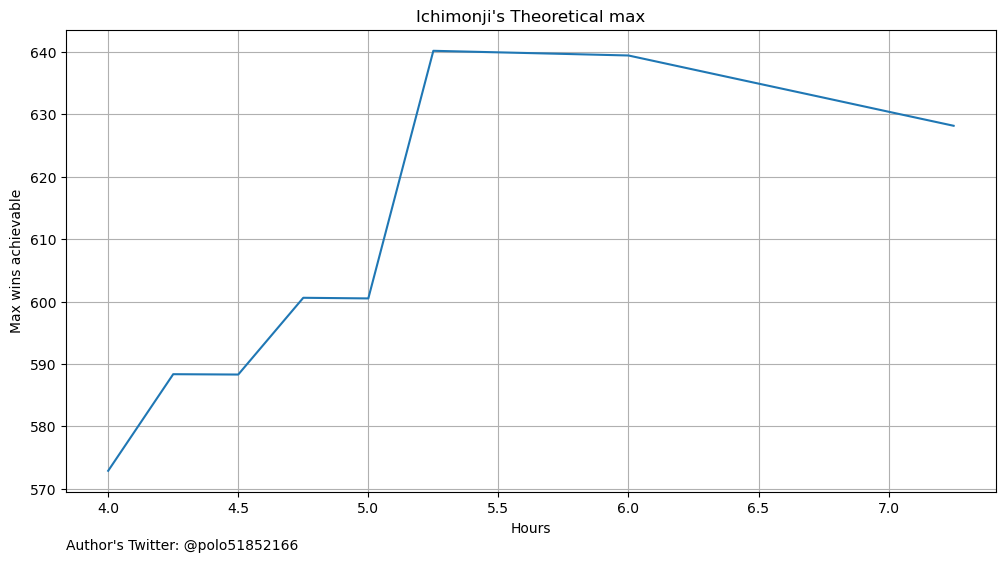 Ichimonji's Theoretical max
Max wins achievable
640
630
620
610
600
590
580
570
4.0 4.5 5.0 5.5 6.0 6.5 7.0
Hours
Author's Twitter: @polo51852166